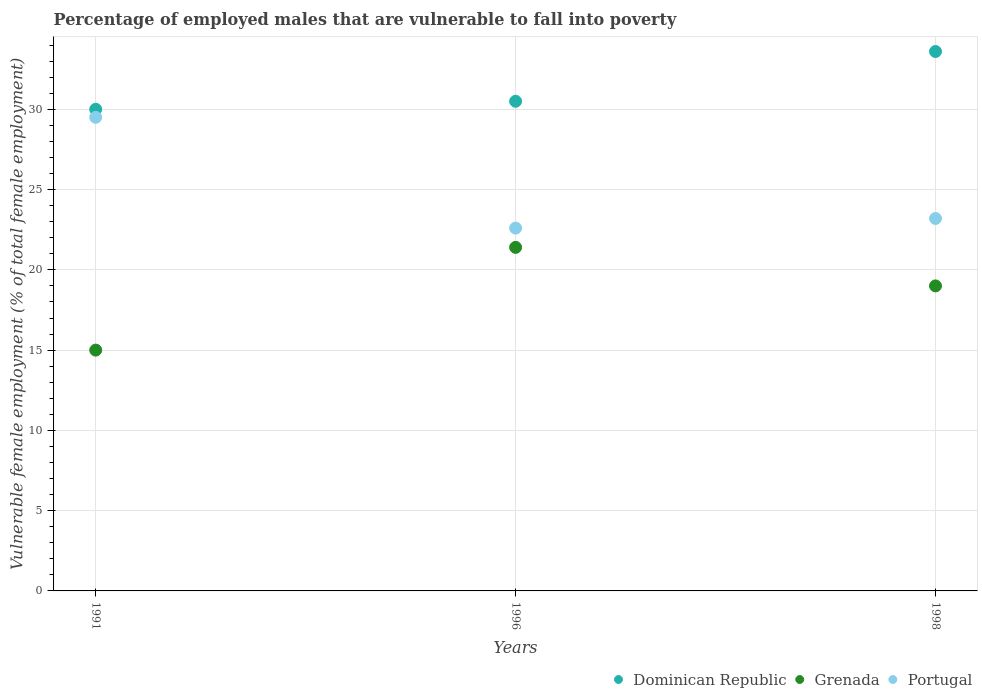 Percentage of employed males that are vulnerable to fall into poverty
Vulnerable female employment (% of total female employment)
30
25
20
15
10
5
0
1991
1996
1998
Years
Dominican Republic
Grenada
Portugal